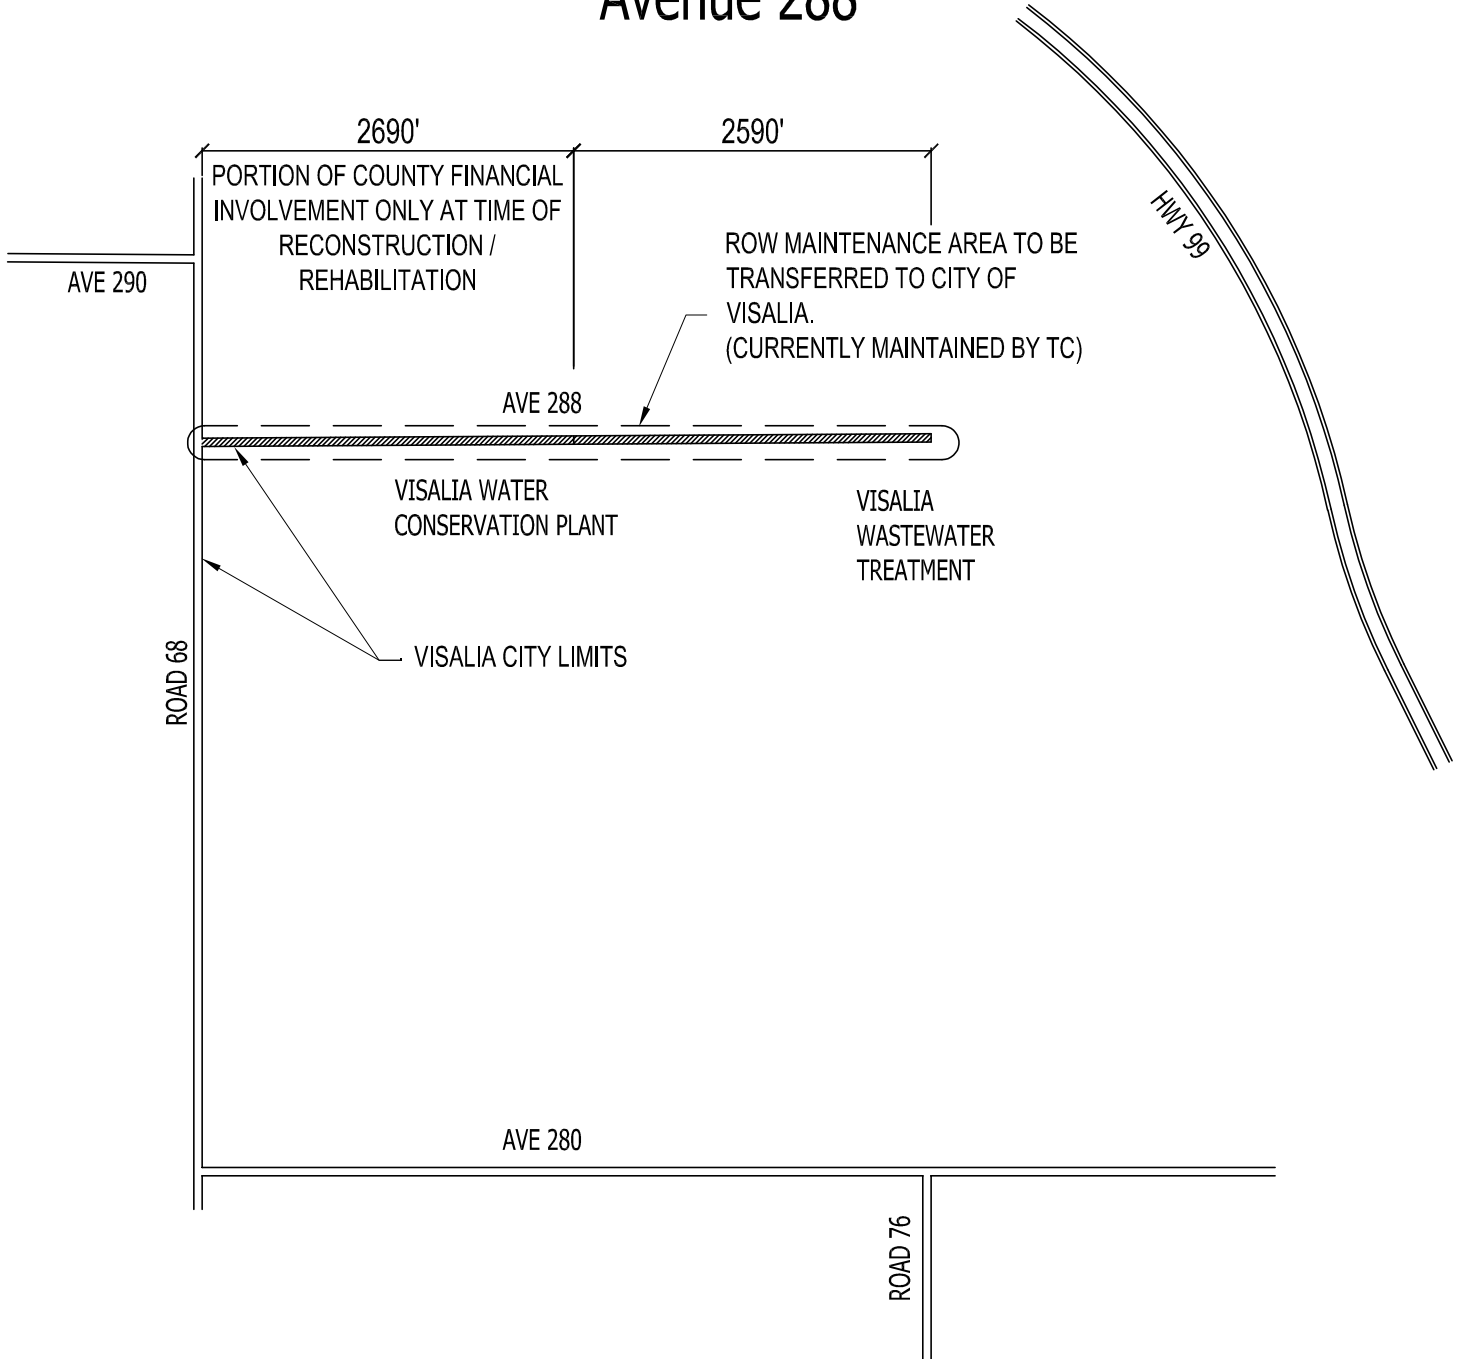 Avenue 288
2690'
2590'
PORTION OF COUNTY FINANCIAL
INVOLVEMENT ONLY AT TIME OF
RECONSTRUCTION /
REHABILITATION
ROW MAINTENANCE AREA TO BE
TRANSFERRED TO CITY OF
VISALIA.
(CURRENTLY MAINTAINED BY TC)
HWY 99
AVE 290
AVE 288
VISALIA WATER
CONSERVATION PLANT
VISALIA
WASTEWATER
TREATMENT
VISALIA CITY LIMITS
ROAD 68
AVE 280
ROAD 76